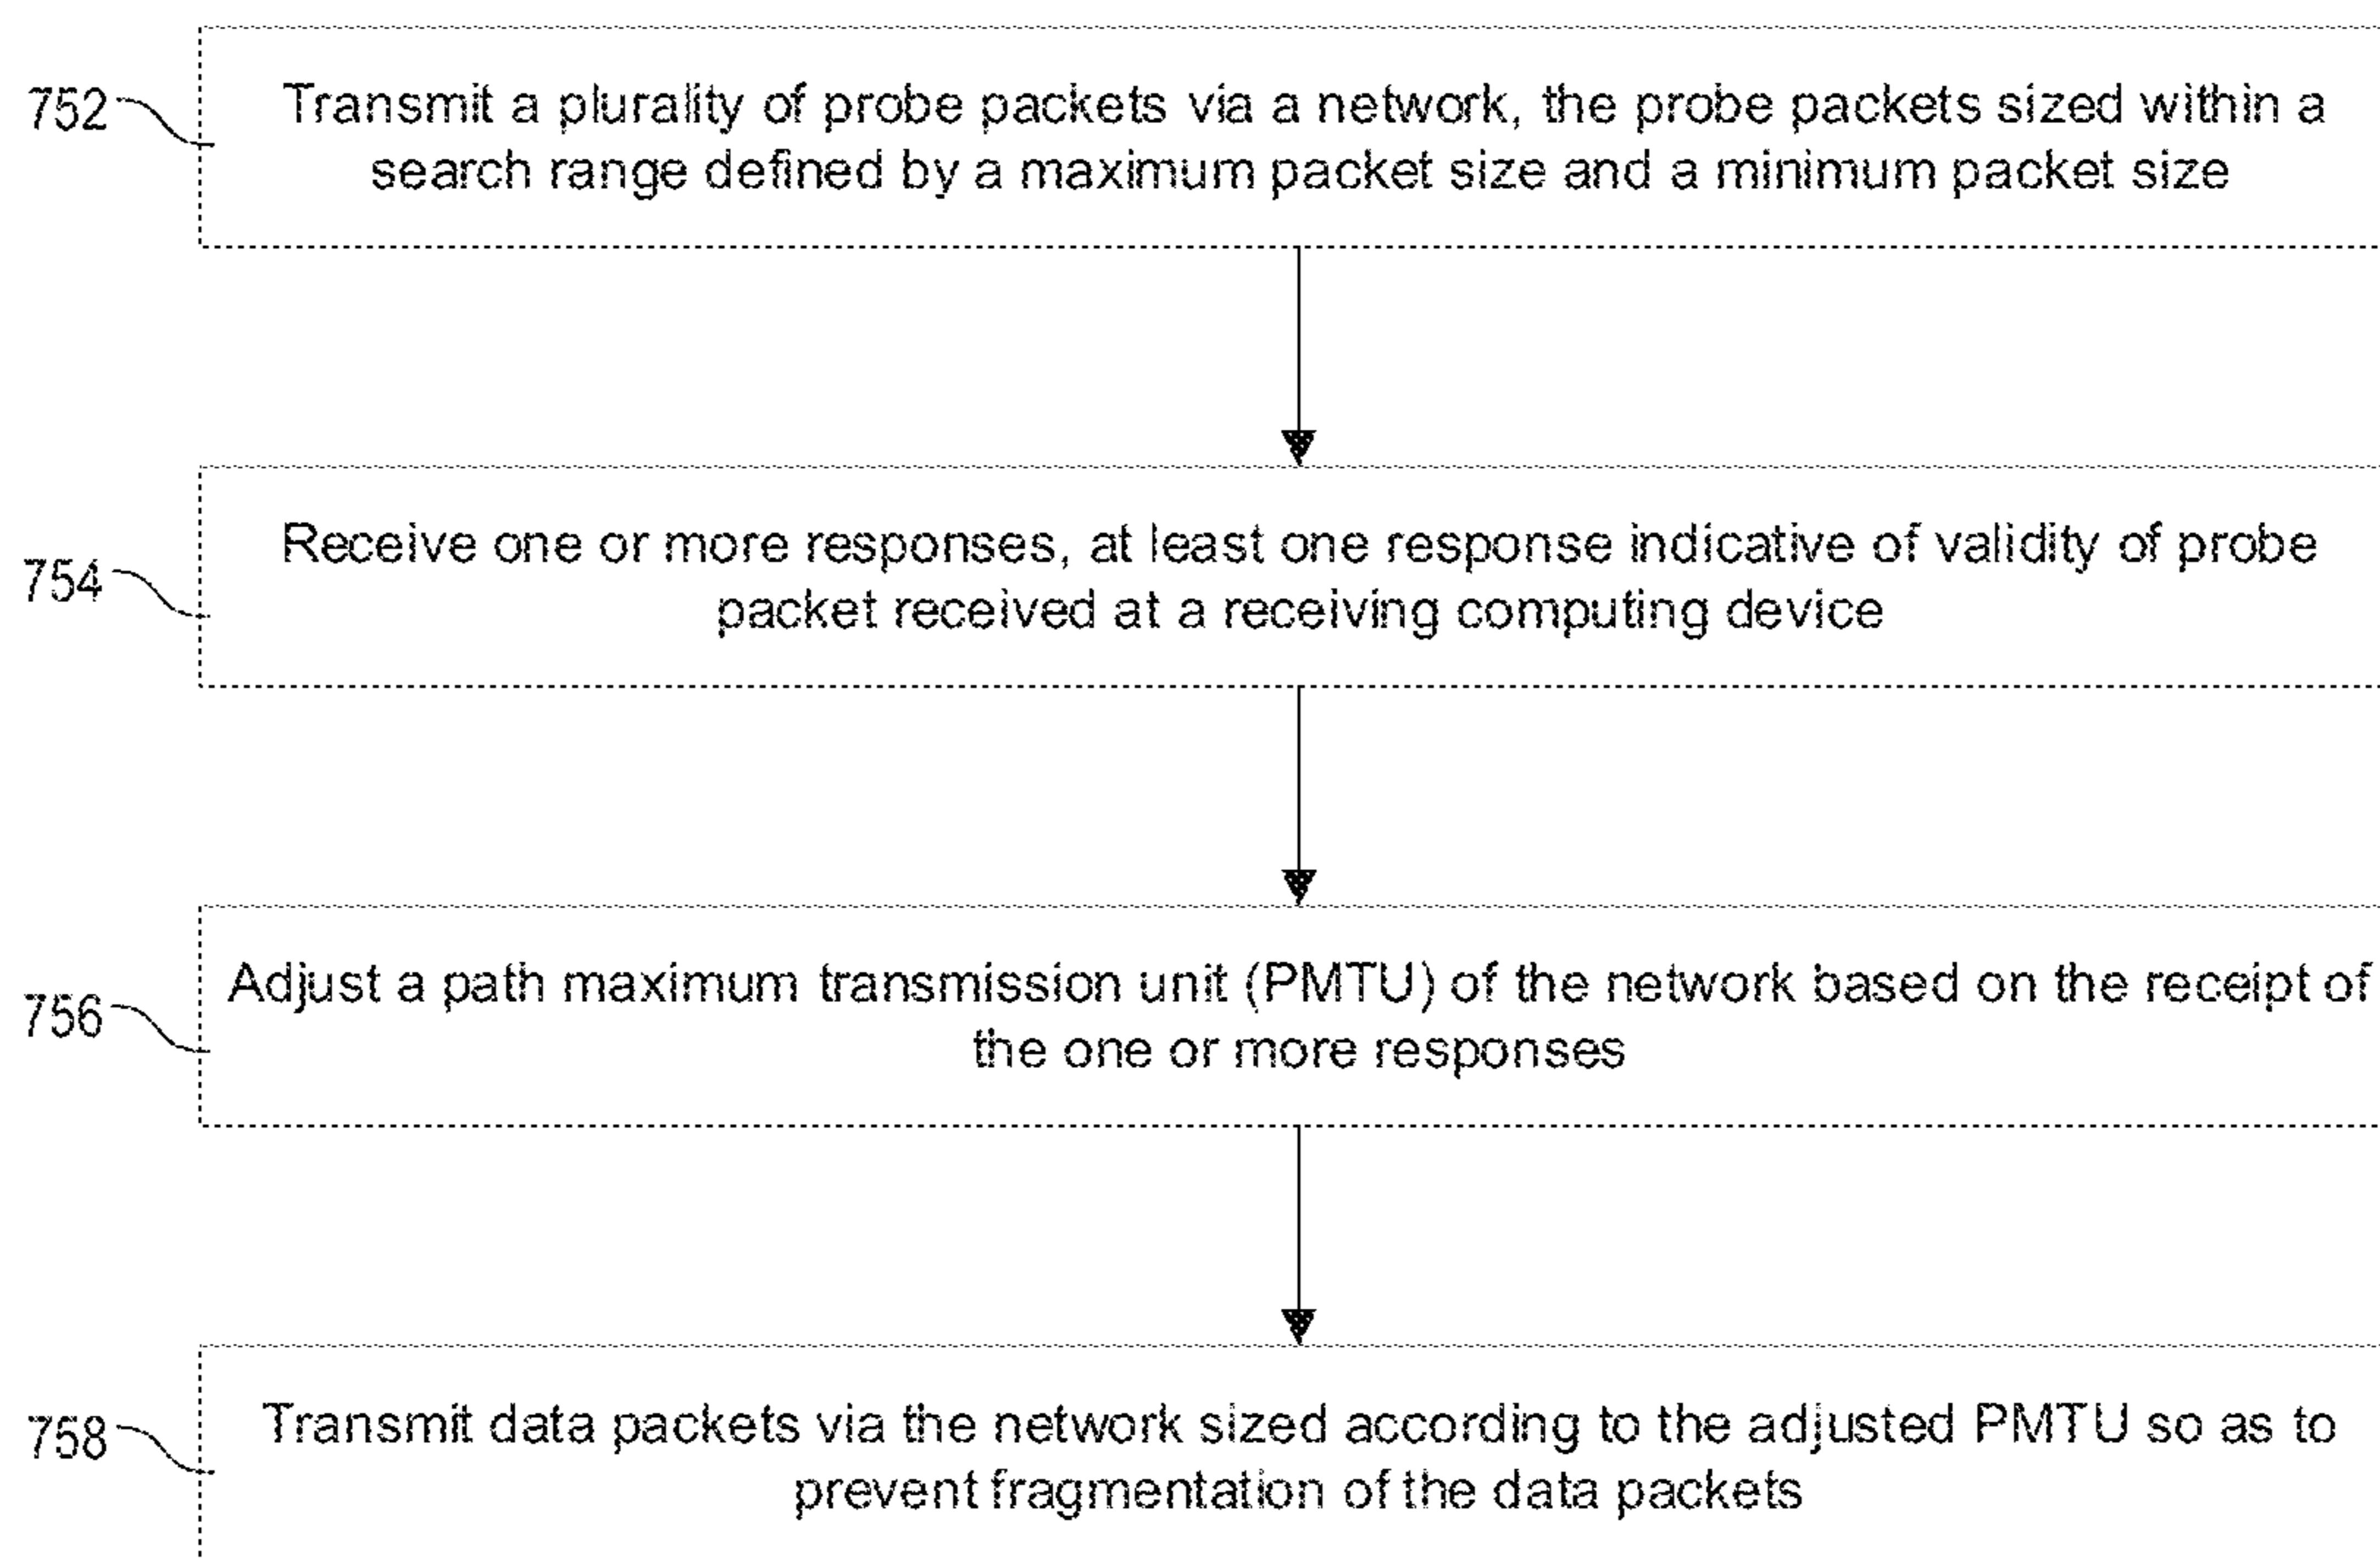 752
Transmit a plurality of probe packets via a network, the probe packets sized within a
search range defined by a maximum packet size and a minimum packet size
754
Receive one or more responses, at least one response indicative of validity of probe
packet received at a receiving computing device
756
Adjust a path maximum transmission unit (PMTU) of the network based on the receipt of
the one or more responses
758
Transmit data packets via the network sized according to the adjusted PMTU so as to
prevent fragmentation of the data packets